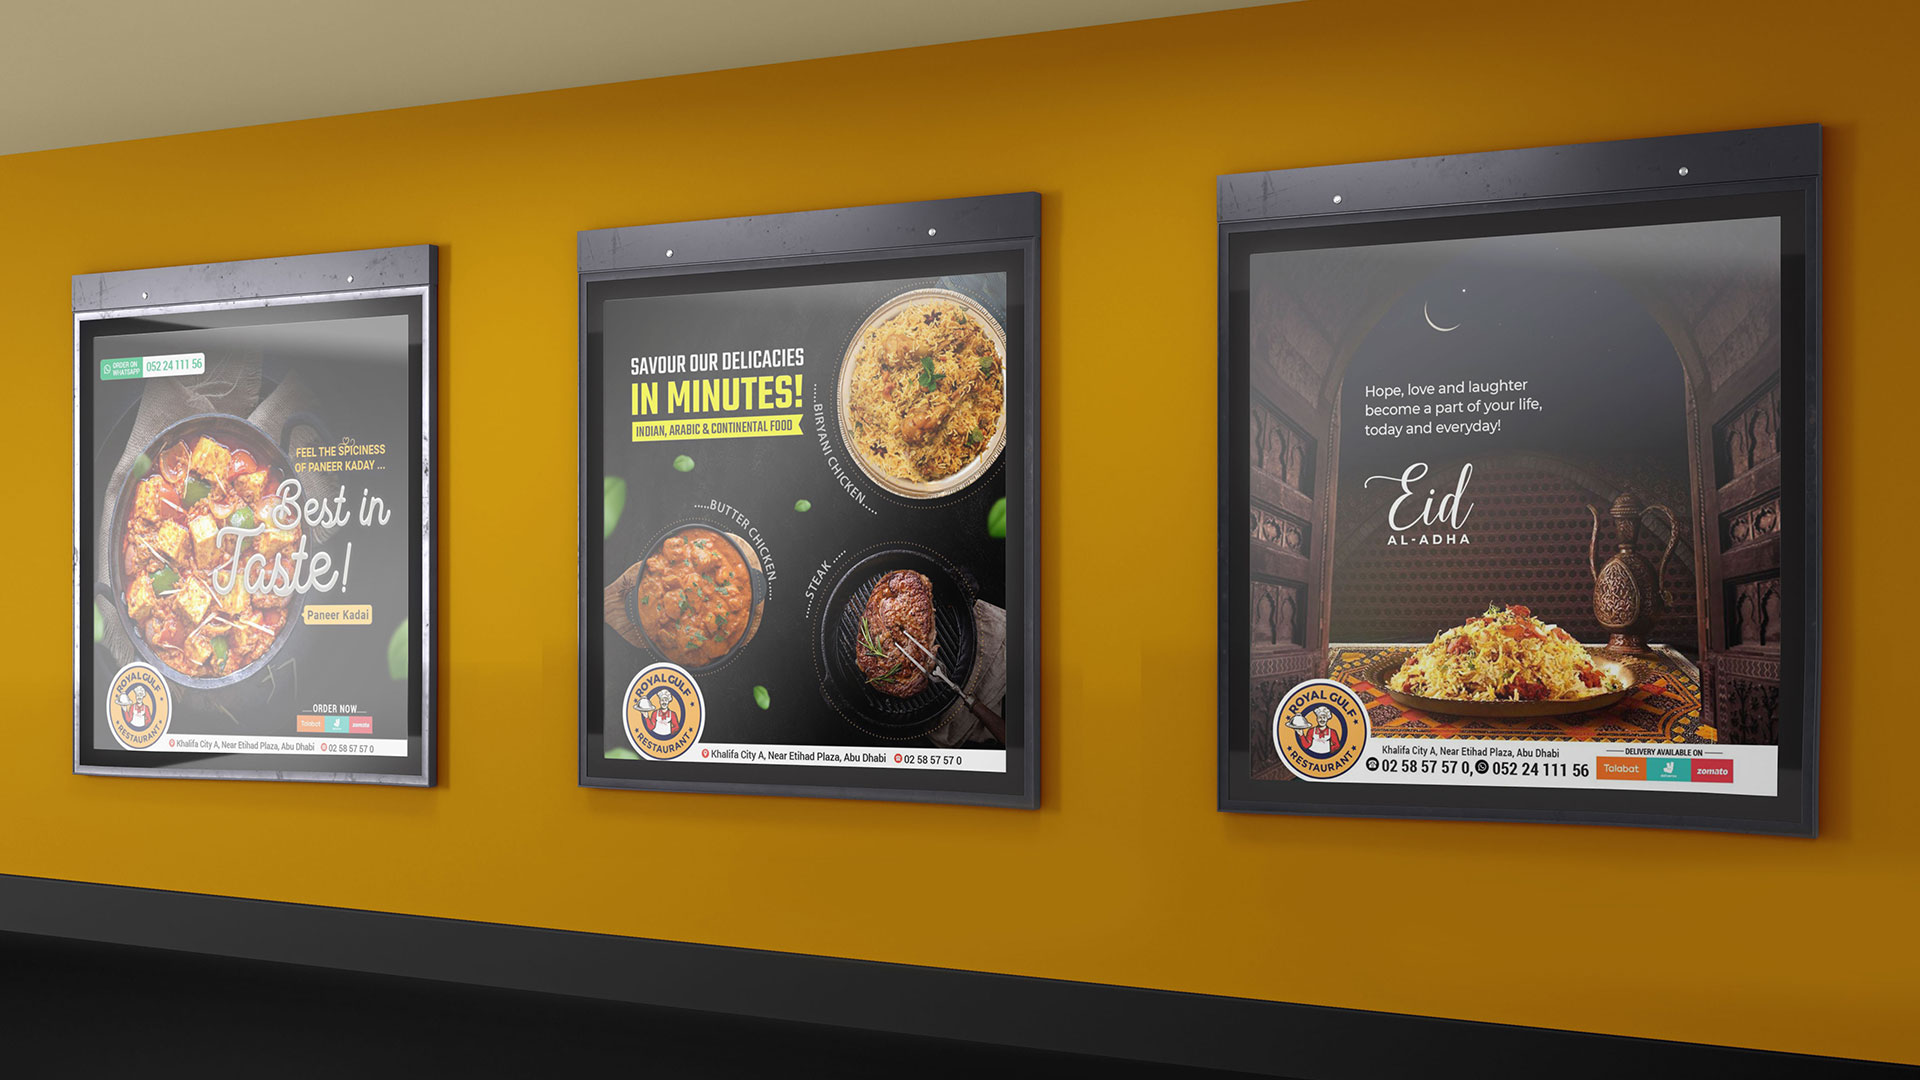 ORDER ON
WHATSAPP
052 24 111 56
FEEL THE SPICINESS
OF PANEER KADAY ...
Best in
Taste!
Paneer Kadai
ROYAL GULF
RESTAURANT
....ORDER NOW....
Talabat
zomato
Khalifa City A, Near Etihad Plaza, Abu Dhabi 02 58 57 57 0
SAVOUR OUR DELICACIES
IN MINUTES!
INDIAN, ARABIC & CONTINENTAL FOOD
.....BIRYANI CHICKEN.....
.....BUTTER CHICKEN.....
.....STEAK.....
ROYAL GULF
RESTAURANT
Khalifa City A, Near Etihad Plaza, Abu Dhabi 02 58 57 57 0
Hope, love and laughter
become a part of your life,
today and everyday!
Eid
AL-ADHA
ROYAL GULF
RESTAURANT
Khalifa City A, Near Etihad Plaza, Abu Dhabi
02 58 57 57 0, 052 24 111 56
DELIVERY AVAILABLE ON
Talabat
zomato